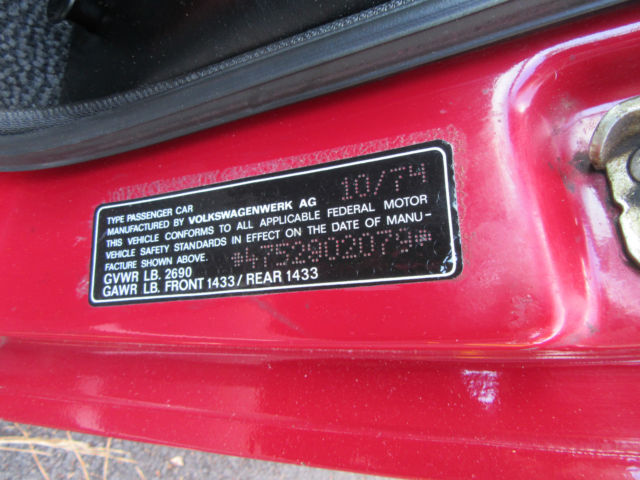 TYPE PASSENGER CAR 10/74
MANUFACTURED BY VOLKSWAGENWERK AG
THIS VEHICLE CONFORMS TO ALL APPLICABLE FEDERAL MOTOR
VEHICLE SAFETY STANDARDS IN EFFECT ON THE DATE OF MANU-
FACTURE SHOWN ABOVE. *4752902079*
GVWR LB. 2690
GAWR LB. FRONT 1433 / REAR 1433